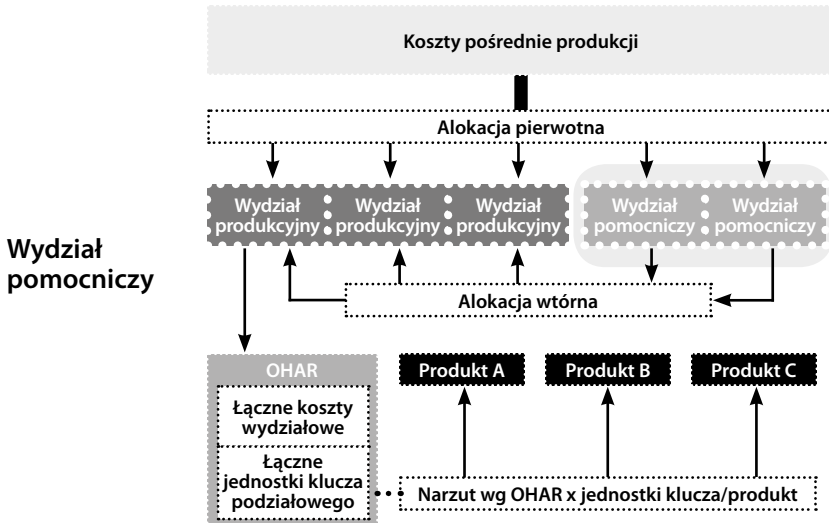 Koszty pośrednie produkcji
Alokacja pierwotna
Wydział
produkcyjny
Wydział
produkcyjny
Wydział
produkcyjny
Wydział
pomocniczy
Wydział
pomocniczy
Wydział
pomocniczy
Alokacja wtórna
OHAR
Produkt A
Produkt B
Produkt C
Łączne koszty
wydziałowe
Łączne
jednostki klucza
podziałowego
Narzut wg OHAR x jednostki klucza/produkt